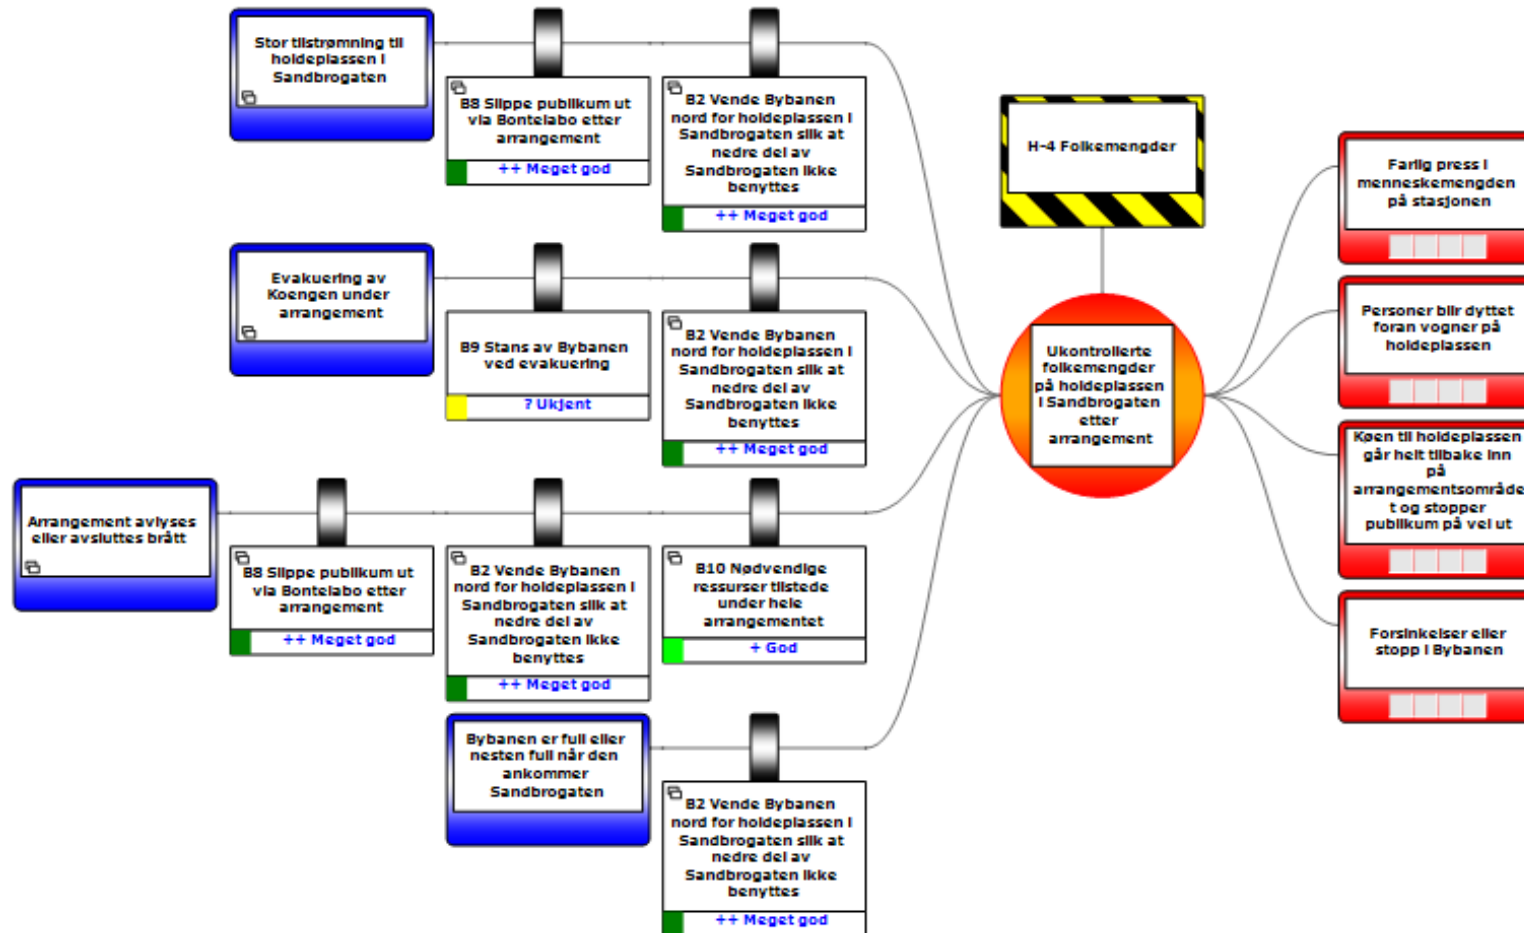 Stor tilstrømning til
holdeplassen i
Sandbrogaten
B8 Slippe publikum ut
via Bontelabo etter
arrangement
++ Meget god
B2 Vende Bybanen
nord for holdeplassen i
Sandbrogaten slik at
nedre del av
Sandbrogaten ikke
benyttes
++ Meget god
Evakuering av
Koengen under
arrangement
B9 Stans av Bybanen
ved evakuering
? Ukjent
B2 Vende Bybanen
nord for holdeplassen i
Sandbrogaten slik at
nedre del av
Sandbrogaten ikke
benyttes
++ Meget god
Arrangement avlyses
eller avsluttes brått
B8 Slippe publikum ut
via Bontelabo etter
arrangement
++ Meget god
B2 Vende Bybanen
nord for holdeplassen i
Sandbrogaten slik at
nedre del av
Sandbrogaten ikke
benyttes
++ Meget god
B10 Nødvendige
ressurser tilstede
under hele
arrangementet
+ God
Bybanen er full eller
nesten full når den
ankommer
Sandbrogaten
B2 Vende Bybanen
nord for holdeplassen i
Sandbrogaten slik at
nedre del av
Sandbrogaten ikke
benyttes
++ Meget god
H-4 Folkemengder
Ukontrollerte
folkemengder
på holdeplassen
i Sandbrogaten
etter
arrangement
Farlig press i
menneskemengden
på stasjonen
Personer blir dyttet
foran vogner på
holdeplassen
Køen til holdeplassen
går helt tilbake inn
på
arrangementsområde
t og stopper
publikum på vei ut
Forsinkelser eller
stopp i Bybanen